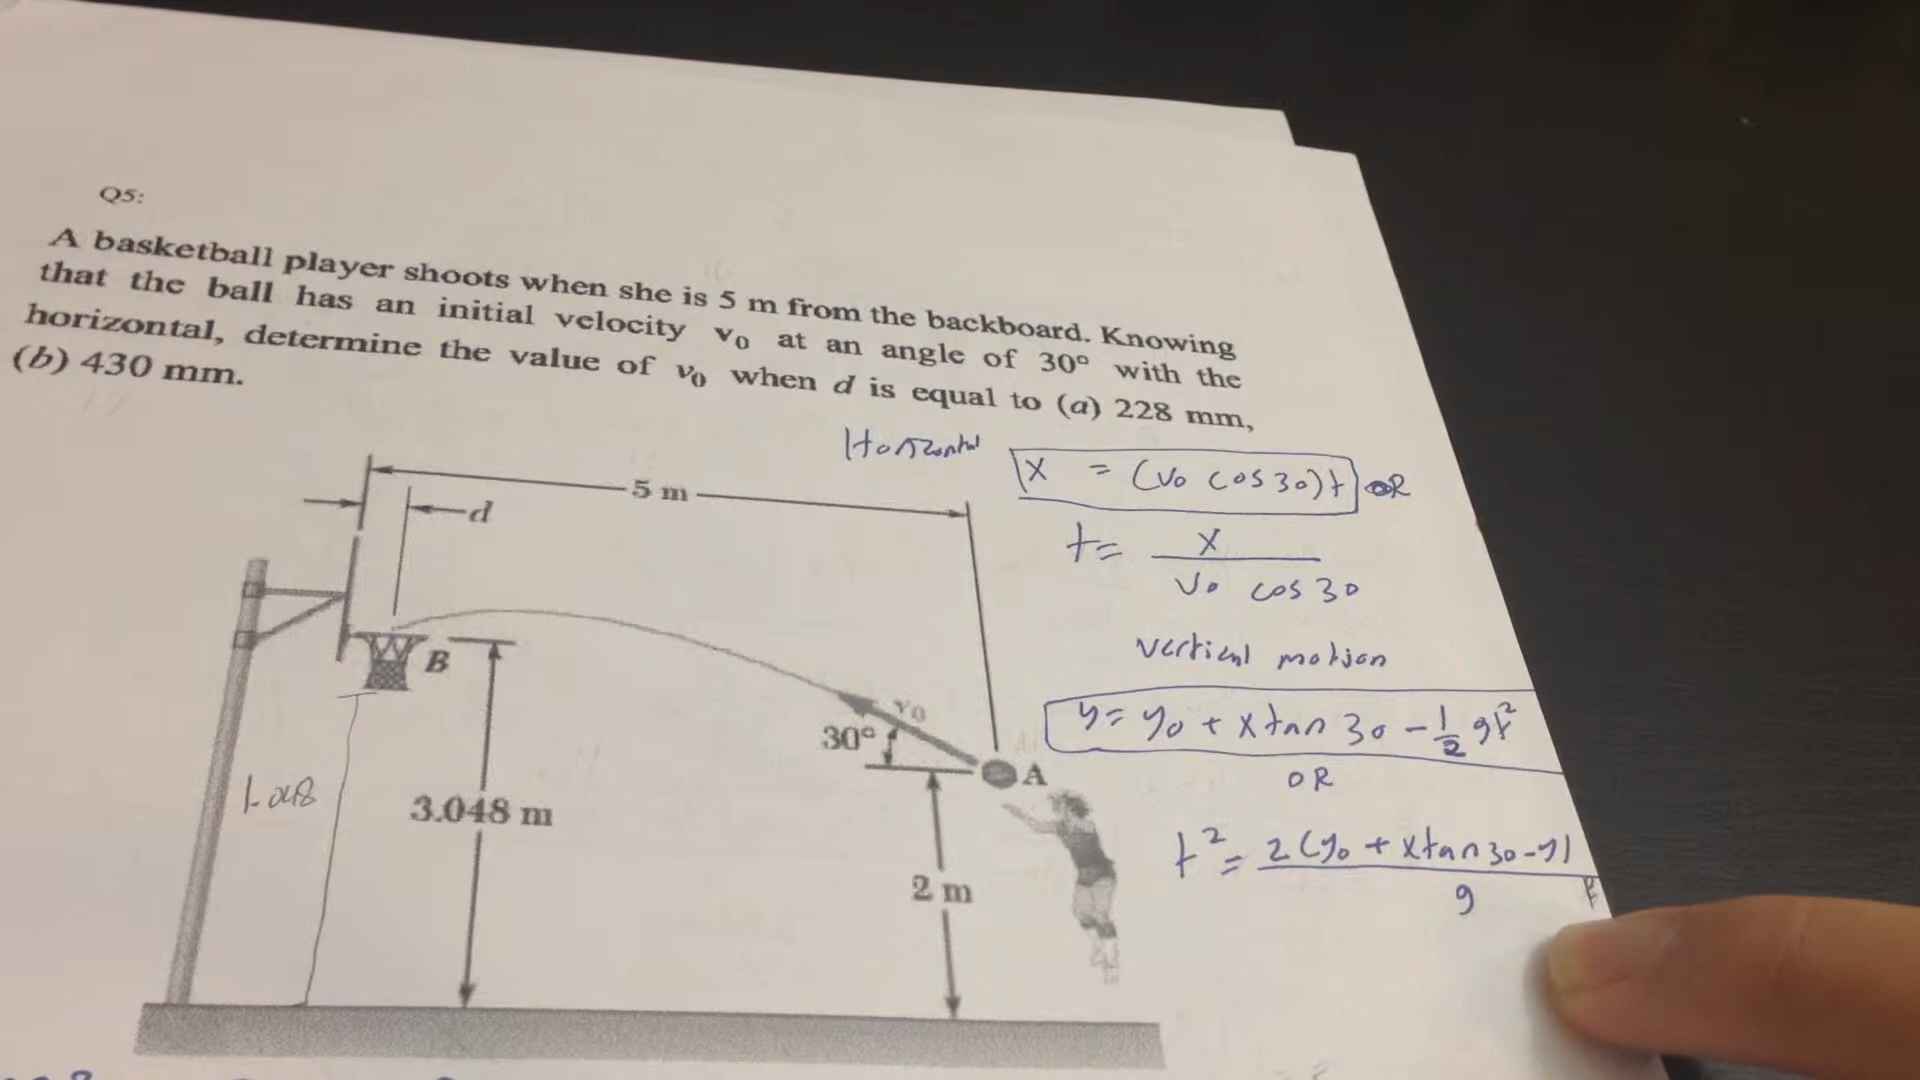 Q5:
A basketball player shoots when she is 5 m from the backboard. Knowing
that the ball has an initial velocity v₀ at an angle of 30° with the
horizontal, determine the value of v₀ when d is equal to (a) 228 mm,
(b) 430 mm.
Horizontal
x = (v₀ cos 30) t OR
5 m
d
t = x / v₀ cos 30
vertical motion
B
v₀
y = y₀ + x tan 30 - 1/2 gt²
30°
A
OR
3.048 m
t² = 2 (y₀ + x tan 30 - y) / g
2 m